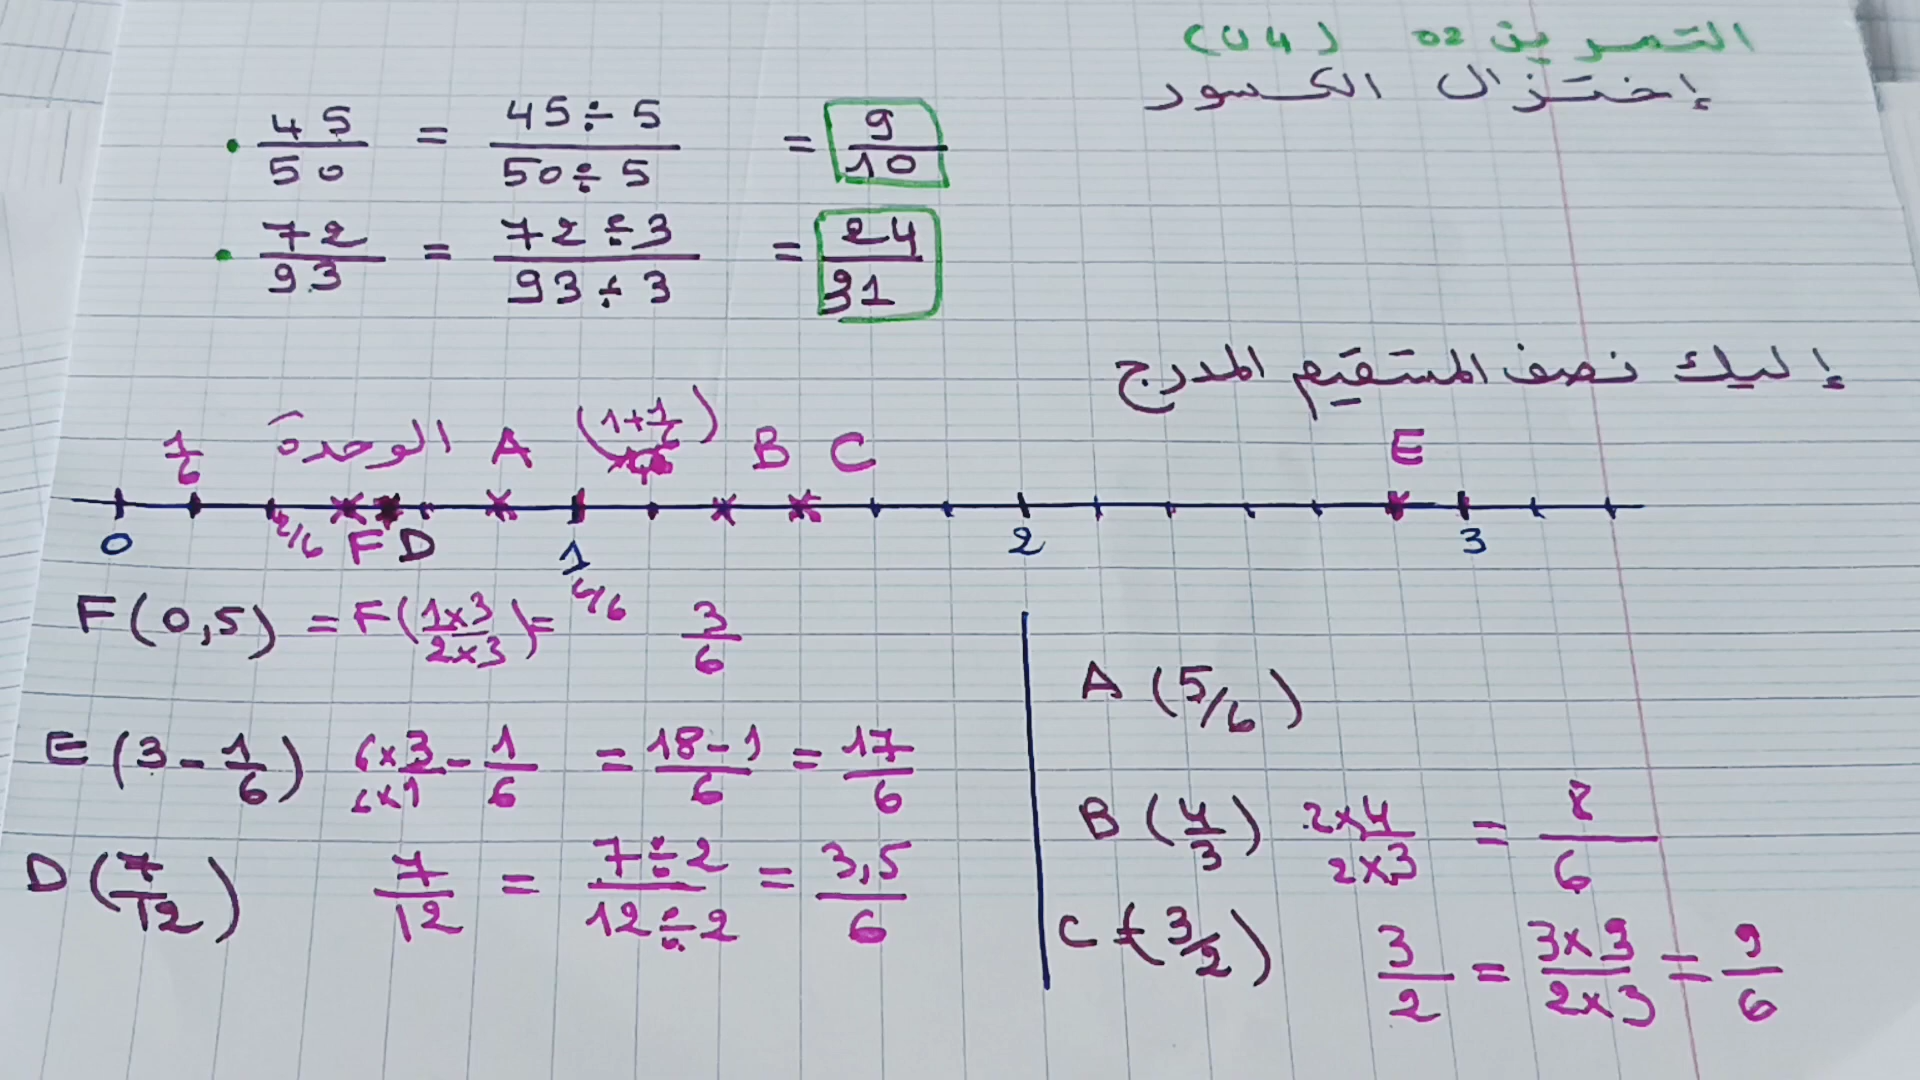 التمرين 02 (04)
إختزال الكسور
• 45/50 = 45÷5/50÷5 = 9/10
• 72/93 = 72÷3/93÷3 = 24/31
إليك نصف المستقيم المدرج
1/6 الوحدة A (1+1/6) B C E
0 2/6 F D 1 2 3
6/6
F(0,5) = F(1×3/2×3) = 3/6
E(3-1/6) 6×3/6×1 - 1/6 = 18-1/6 = 17/6
D(7/12) 7/12 = 7÷2/12÷2 = 3,5/6
A (5/6)
B (4/3) 2×4/2×3 = 8/6
C (3/2) 3/2 = 3×3/2×3 = 9/6